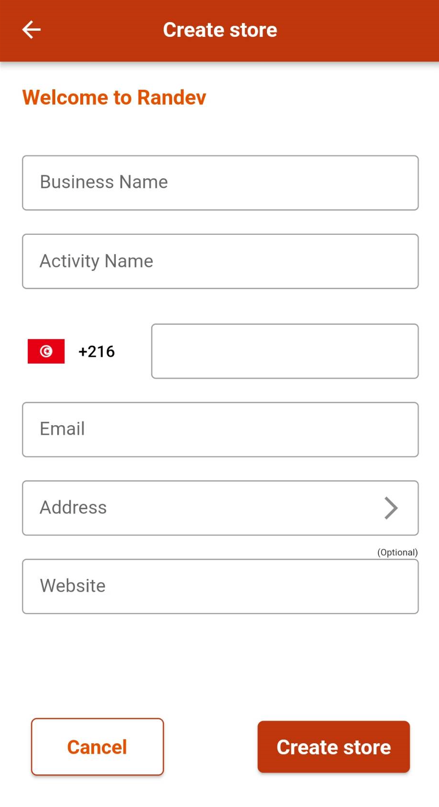 Create store
Welcome to Randev
Business Name
Activity Name
+216
Email
Address
(Optional)
Website
Cancel
Create store